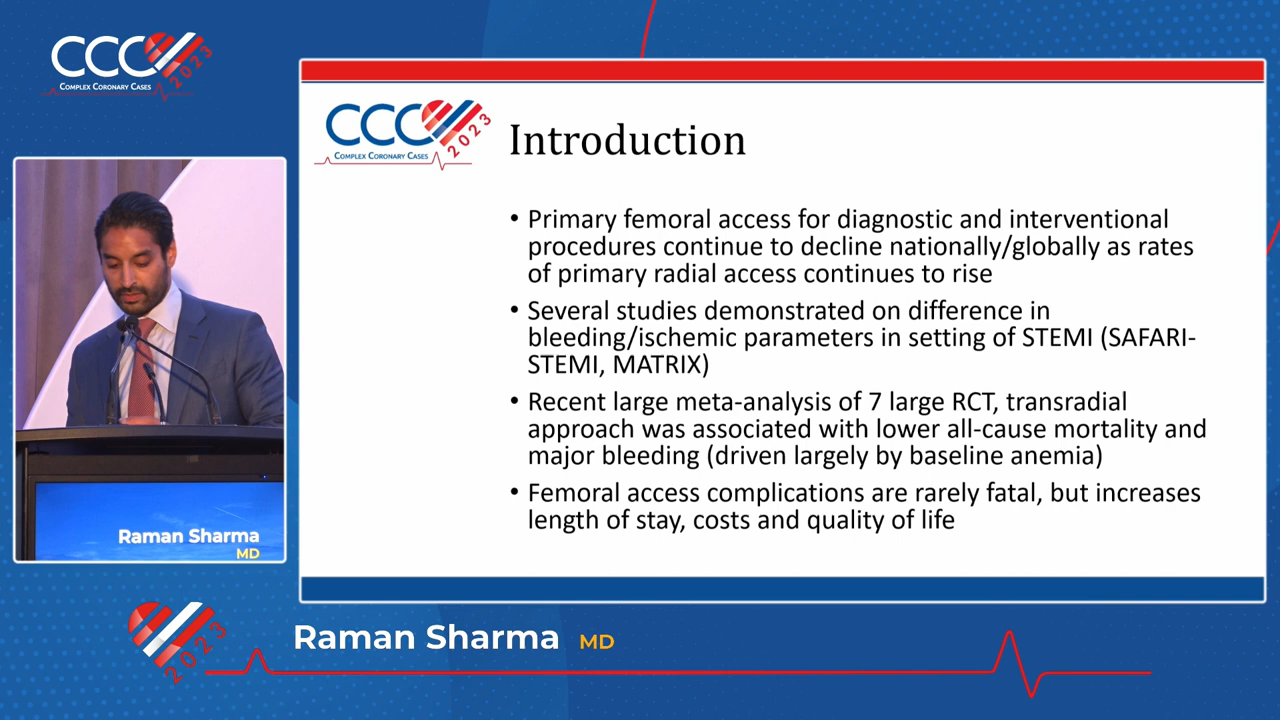 CCC
COMPLEX CORONARY CASES
2023
CCC
COMPLEX CORONARY CASES
2023
Introduction
• Primary femoral access for diagnostic and interventional
procedures continue to decline nationally/globally as rates
of primary radial access continues to rise
• Several studies demonstrated on difference in
bleeding/ischemic parameters in setting of STEMI (SAFARI-
STEMI, MATRIX)
• Recent large meta-analysis of 7 large RCT, transradial
approach was associated with lower all-cause mortality and
major bleeding (driven largely by baseline anemia)
• Femoral access complications are rarely fatal, but increases
length of stay, costs and quality of life
Raman Sharma
MD
2023
Raman Sharma MD